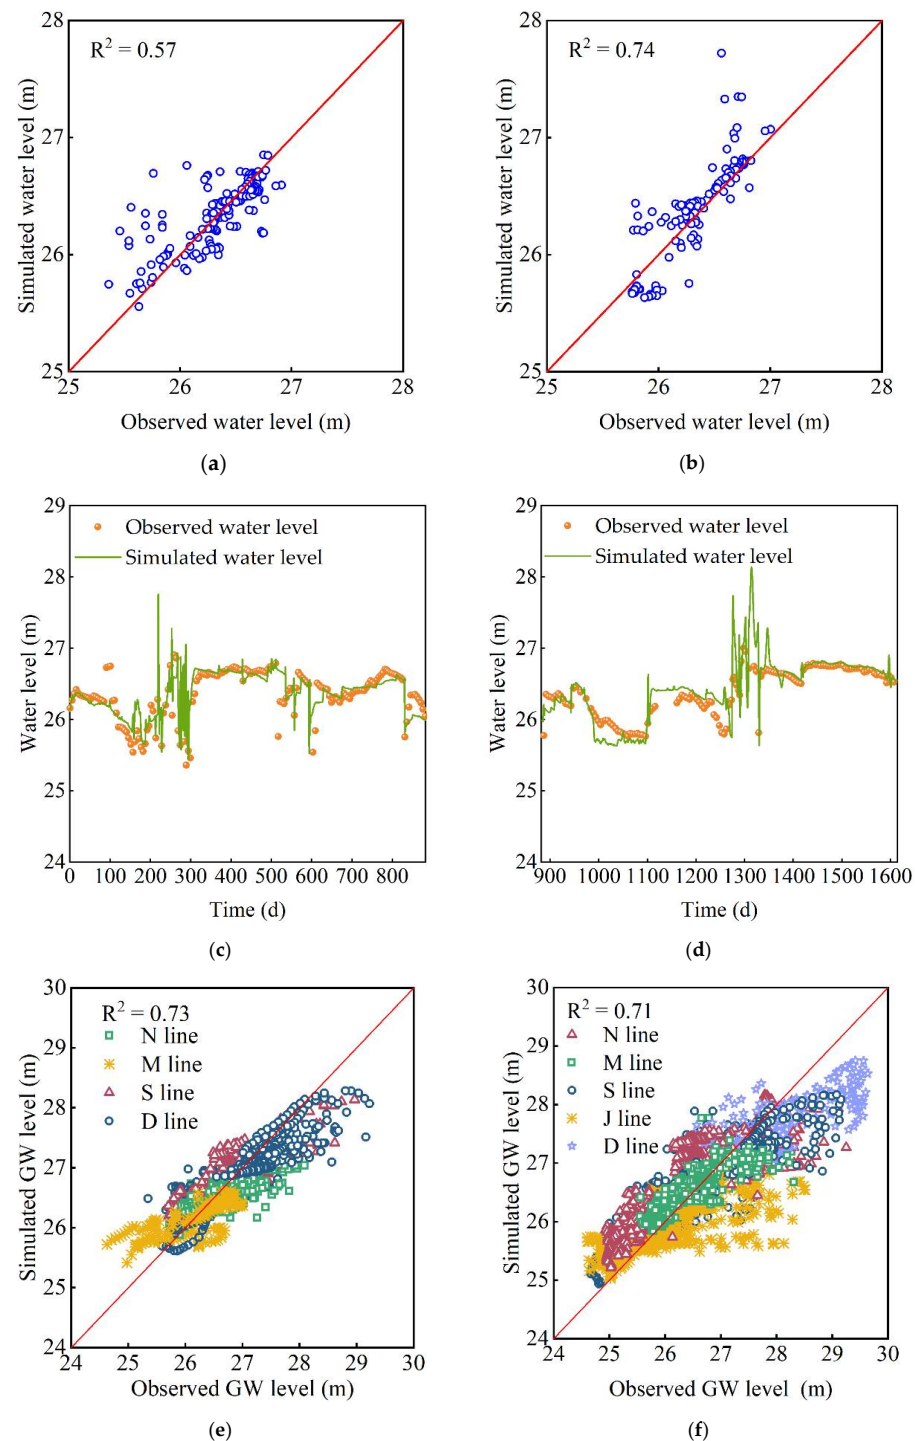 28
27
26
25
R² = 0.57
Simulated water level (m)
25 26 27 28
Observed water level (m)
(a)
28
27
26
25
R² = 0.74
Simulated water level (m)
25 26 27 28
Observed water level (m)
(b)
29
28
27
26
25
24
Observed water level
Simulated water level
Water level (m)
0 100 200 300 400 500 600 700 800
Time (d)
(c)
29
28
27
26
25
24
Observed water level
Simulated water level
Water level (m)
900 1000 1100 1200 1300 1400 1500 1600
Time (d)
(d)
30
29
28
27
26
25
24
R² = 0.73
N line
M line
S line
D line
Simulated GW level (m)
24 25 26 27 28 29 30
Observed GW level (m)
(e)
30
29
28
27
26
25
24
R² = 0.71
N line
M line
S line
J line
D line
Simulated GW level (m)
24 25 26 27 28 29 30
Observed GW level (m)
(f)